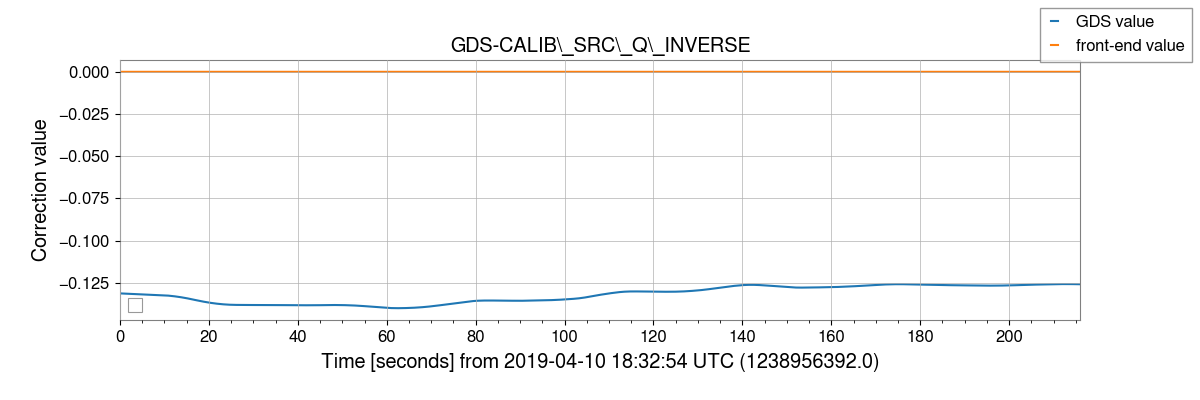 GDS value
front-end value
GDS-CALIB\_SRC\_Q\_INVERSE
0.000
−0.025
−0.050
−0.075
−0.100
−0.125
Correction value
0 20 40 60 80 100 120 140 160 180 200
Time [seconds] from 2019-04-10 18:32:54 UTC (1238956392.0)